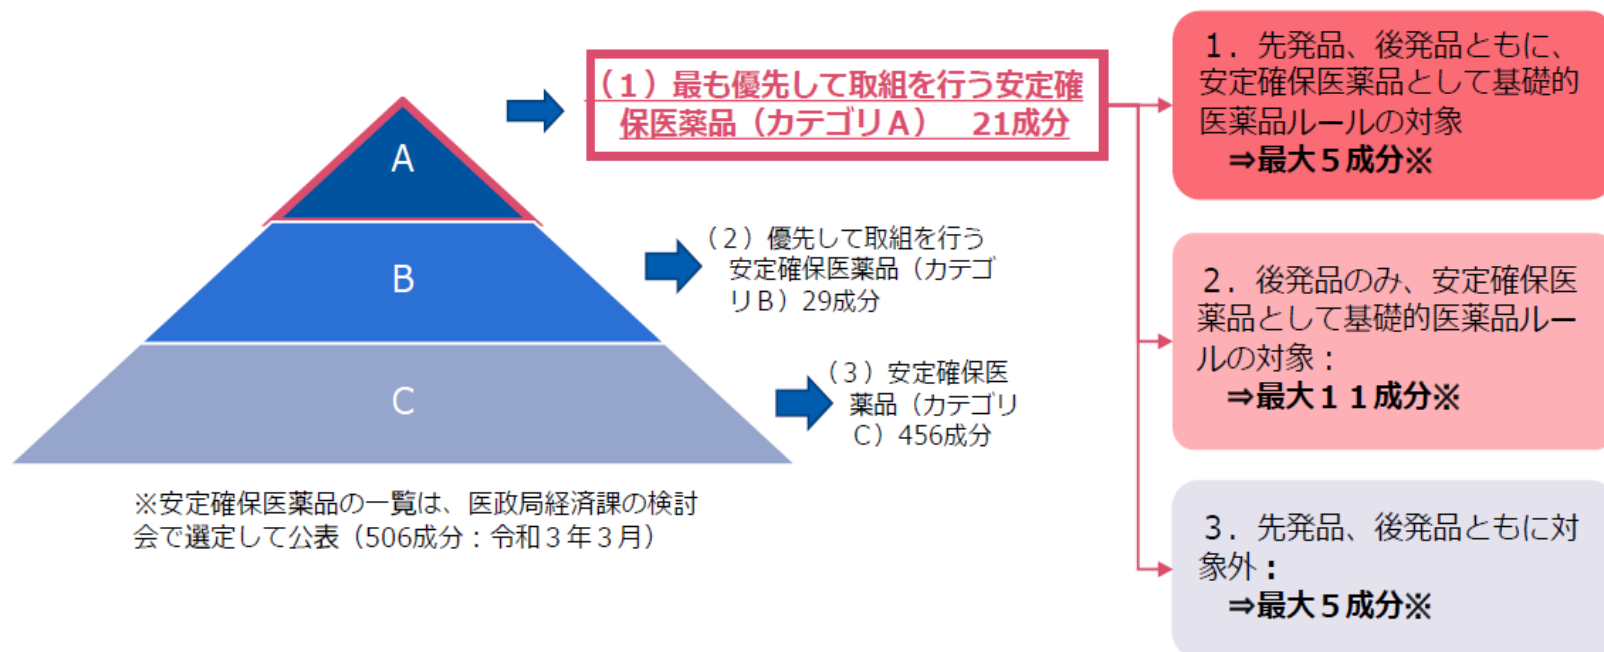 A
B
C
(1)最も優先して取組を行う安定確
保医薬品(カテゴリA) 21成分
(2)優先して取組を行う
安定確保医薬品(カテゴ
リB)29成分
(3)安定確保医
薬品(カテゴリ
C)456成分
※安定確保医薬品の一覧は、医政局経済課の検討
会で選定して公表(506成分:令和3年3月)
1.先発品、後発品ともに、
安定確保医薬品として基礎的
医薬品ルールの対象
⇒最大5成分※
2.後発品のみ、安定確保医
薬品として基礎的医薬品ルー
ルの対象:
⇒最大11成分※
3.先発品、後発品ともに対
象外:
⇒最大5成分※